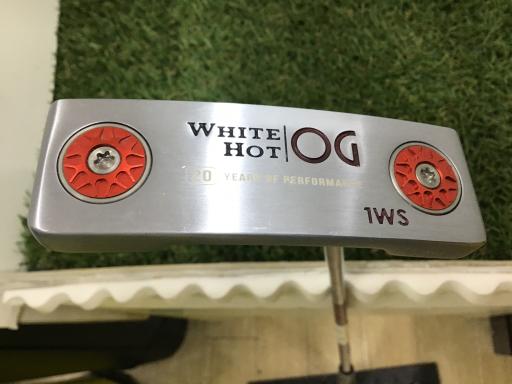 WHITE HOT OG
20 YEARS OF PERFORMANCE
1WS